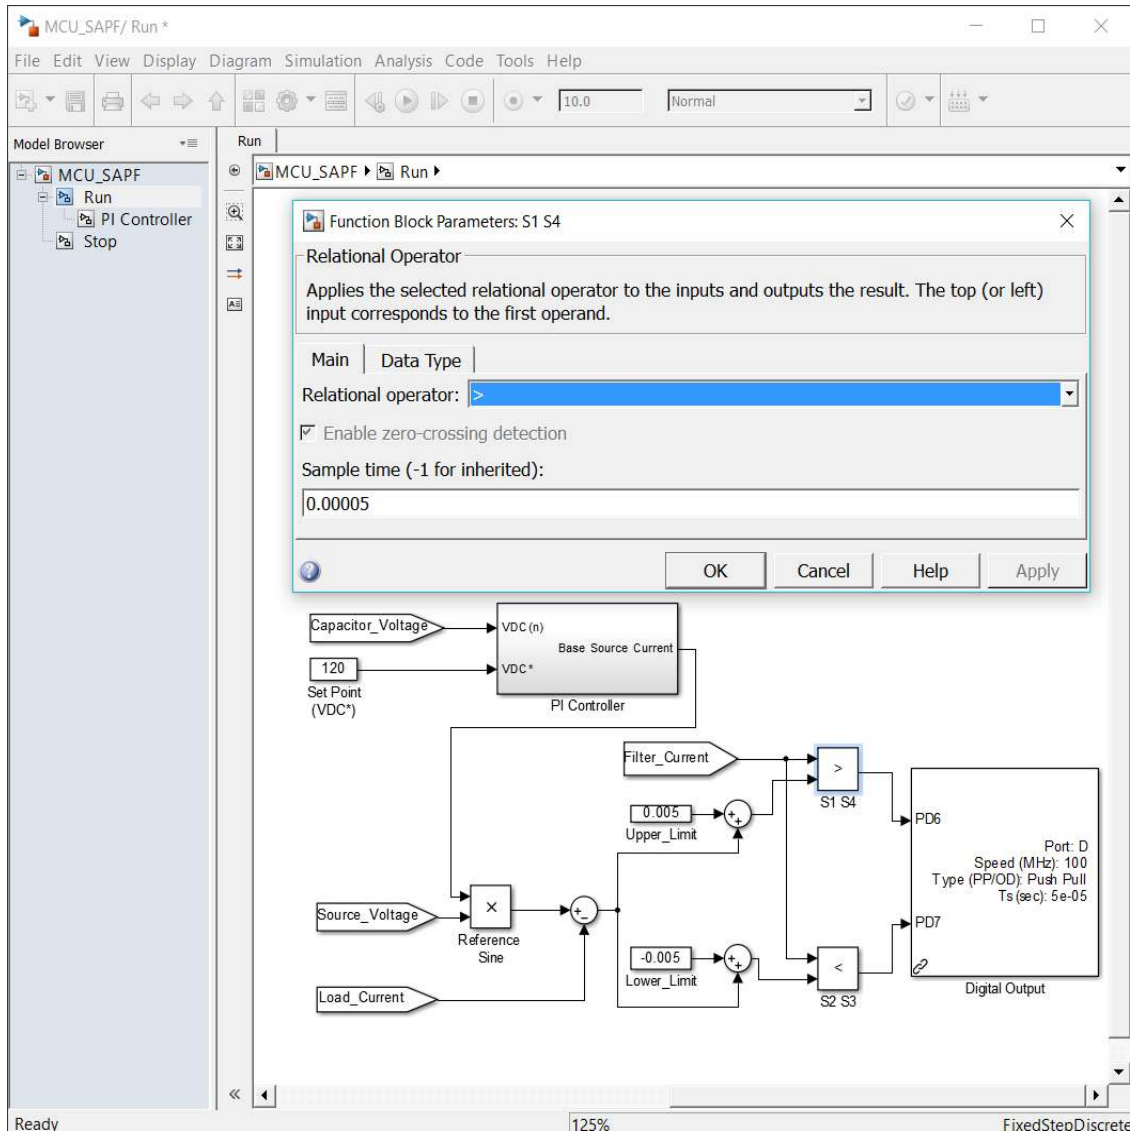 MCU_SAPF/ Run *
File Edit View Display Diagram Simulation Analysis Code Tools Help
10.0 Normal
Model Browser
Run
MCU_SAPF
Run
PI Controller
Stop
MCU_SAPF Run
Function Block Parameters: S1 S4
Relational Operator
Applies the selected relational operator to the inputs and outputs the result. The top (or left)
input corresponds to the first operand.
Main Data Type
Relational operator: >
Enable zero-crossing detection
Sample time (-1 for inherited):
0.00005
OK Cancel Help Apply
Capacitor_Voltage
VDC(n)
Base Source Current
120
VDC*
Set Point
(VDC*)
PI Controller
Filter_Current
>
S1 S4
0.005
Upper_Limit
PD6
Port: D
Speed (MHz): 100
Type (PP/OD): Push Pull
Ts (sec): 5e-05
PD7
Source_Voltage
×
Reference
Sine
-0.005
Lower_Limit
<
S2 S3
Digital Output
Load_Current
Ready 125% FixedStepDiscrete